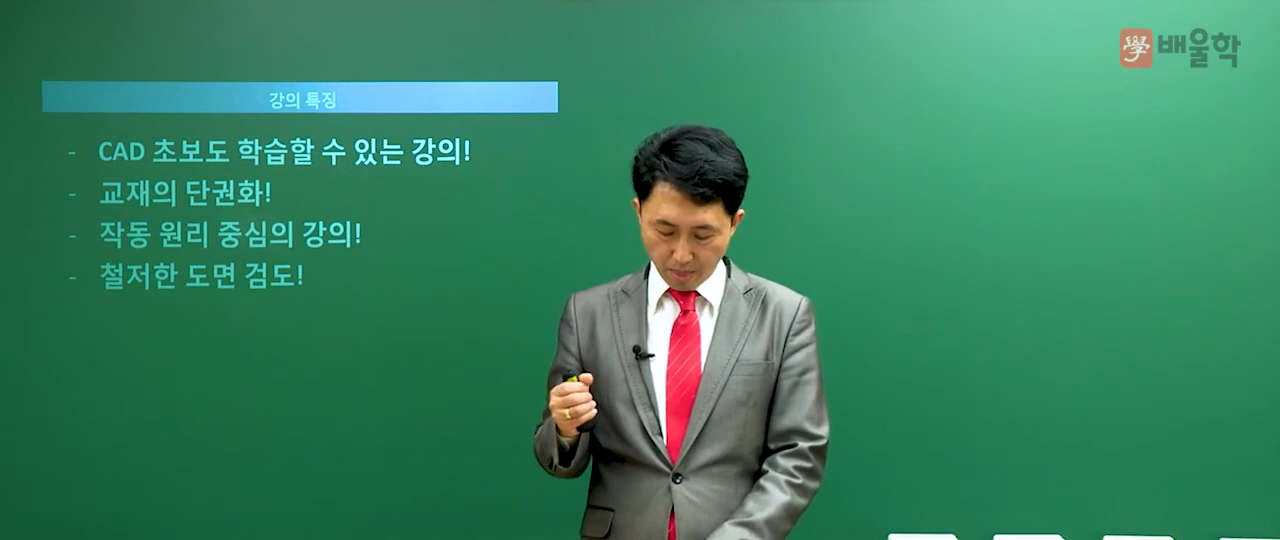 學 배울학
강의 특징
- CAD 초보도 학습할 수 있는 강의!
- 교재의 단권화!
- 작동 원리 중심의 강의!
- 철저한 도면 검도!